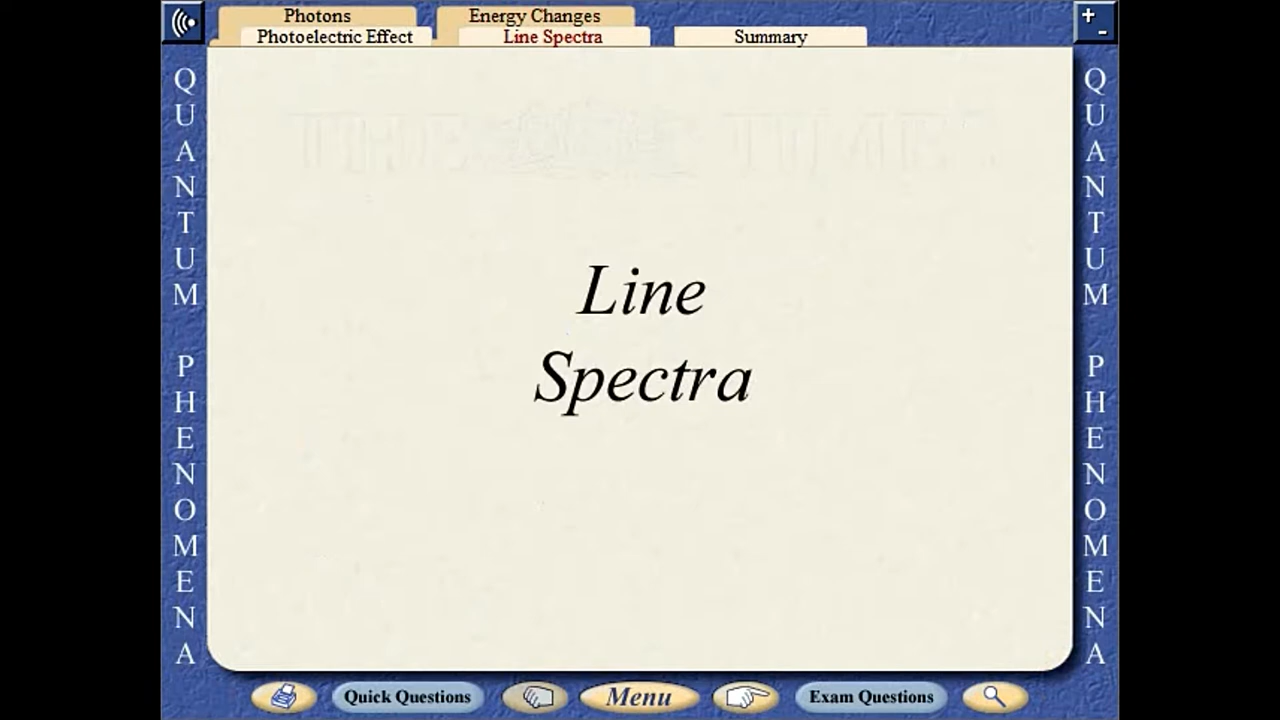 Photons
Energy Changes
Photoelectric Effect
Line Spectra
Summary
QUANTUM PHENOMENA
Line
Spectra
QUANTUM PHENOMENA
Quick Questions
Menu
Exam Questions